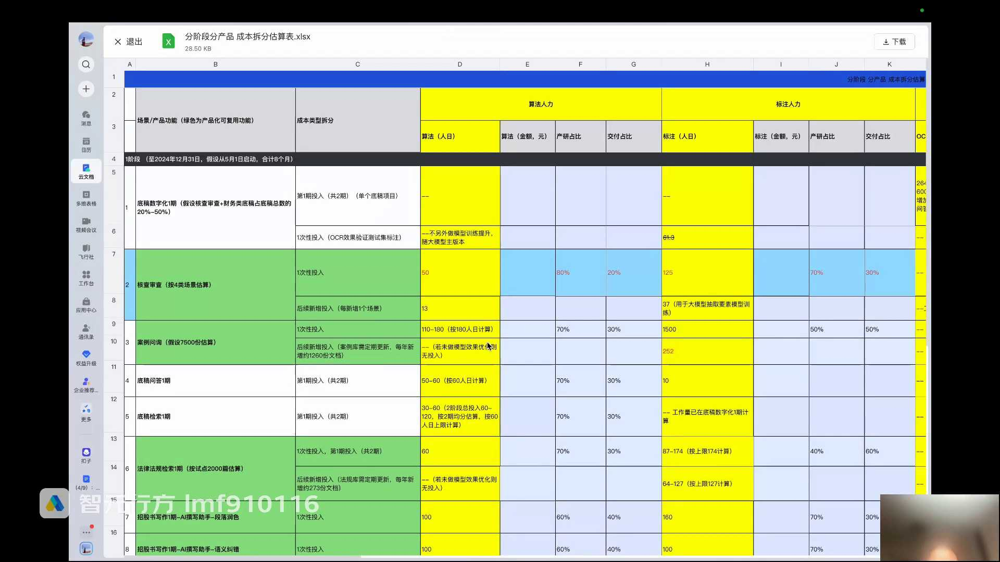 退出
分阶段分产品 成本拆分估算表.xlsx
28.50 KB
下载
A B C D E F G H I J K
1 分阶段 分产品 成本拆分估算
2 场景/产品功能（绿色为产品化可复用功能） 成本类型拆分 算法人力 标注人力
3 算法（人日） 算法（金额，元） 产研占比 交付占比 标注（人日） 标注（金额，元） 产研占比 交付占比 OC
4 1阶段 （至2024年12月31日，假设从5月1日启动，合计8个月）
5
1 底稿数字化1期（假设核查审查+财务类底稿占底稿总数的
20%-50%）
第1期投入（共2期）（单个底稿项目） -- --
264
600
增加
问答
6 1次性投入（OCR效果验证测试集标注）
--不另外做模型训练提升，
随大模型主版本
61.3 --
7
2 核查审查（按4类场景估算）
1次性投入 50 80% 20% 125 70% 30% --
8 后续新增投入（每新增1个场景） 13
37（用于大模型抽取要素模型训
练）
9
3 案例问询（假设7500份估算）
1次性投入 110-180（按180人日计算） 70% 30% 1500 50% 50% --
10
后续新增投入（案例库需定期更新，每年新
增约1260份文档）
--（若未做模型效果优化则
无投入）
252 --
11
4 底稿问答1期 第1期投入（共2期） 50-60（按60人日计算） 70% 30% 10 --
12
5 底稿检索1期 第1期投入（共2期）
30-60（2阶段总投入60-
120，按2期均分估算，按60
人日上限计算）
70% 30%
-- 工作量已在底稿数字化1期计
算
--
13
6 法律法规检索1期（按试点2000篇估算）
1次性投入，第1期投入（共2期） 60 70% 30% 87-174（按上限174计算） 40% 60% --
14
后续新增投入（法规库需定期更新，每年新
增约273份文档）
--（若未做模型效果优化则
无投入）
64-127（按上限127计算） --
15
7 招股书写作1期-AI撰写助手-段落润色 1次性投入 100 60% 40% 160 70% 30%
16
8 招股书写作1期-AI撰写助手-语义纠错 1次性投入 100 60% 40% 100 70% 30%
消息
25
日历
云文档
多维表格
视频会议
飞行社
工作台
应用中心
通讯录
权益升级
企业推荐...
更多
扣子
(4/9) : ...
智元行方 lmf910116